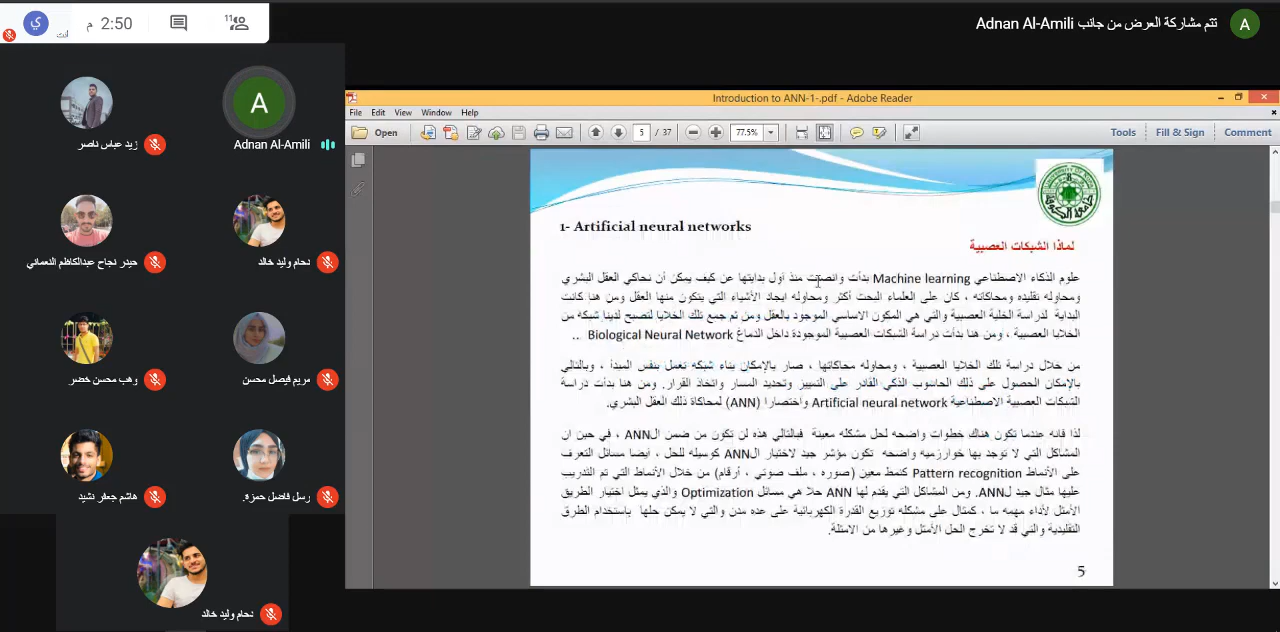 تتم مشاركة العرض من جانب Adnan Al-Amili
A
11
2:50 م
ي
أنت
A
Adnan Al-Amili
زيد عباس ناصر
دحام وليد خالد
حيدر نجاح عبدالكاظم النعماني
مريم فيصل محسن
وهب محسن خضر
رسل فاضل حمزة.
هاشم جعفر نشيد
دحام وليد خالد
Introduction to ANN-1-.pdf - Adobe Reader
File Edit View Window Help
Open 5 / 37 77.5% Tools Fill & Sign Comment
جامعة الكوفة
1- Artificial neural networks
لماذا الشبكات العصبية
علوم الذكاء الاصطناعي Machine learning بدأت وانصتت منذ أول بدايتها عن كيف يمكن أن نحاكي العقل البشري
ومحاوله تقليده ومحاكاته ، كان على العلماء البحث أكثر ومحاوله ايجاد الأشياء التي يتكون منها العقل ومن هنا كانت
البداية لدراسة الخلية العصبية والتي هي المكون الاساسي الموجود بالعقل ومن ثم جمع تلك الخلايا لتصبح لدينا شبكه من
الخلايا العصبية ، ومن هنا بدأت دراسة الشبكات العصبية الموجودة داخل الدماغ Biological Neural Network ..
من خلال دراسة تلك الخلايا العصبية ، ومحاوله محاكاتها ، صار بالإمكان بناء شبكه تعمل بنفس المبدأ ، وبالتالي
بالإمكان الحصول على ذلك الحاسوب الذكي القادر على التمييز وتحديد المسار واتخاذ القرار. ومن هنا بدأت دراسة
الشبكات العصبية الاصطناعية Artificial neural network واختصارا (ANN) لمحاكاة ذلك العقل البشري.
لذا فانه عندما تكون هناك خطوات واضحه لحل مشكله معينة فبالتالي هذه لن تكون من ضمن الANN ، في حين ان
المشاكل التي لا توجد بها خوارزميه واضحه تكون مؤشر جيد لاختيار الANN كوسيله للحل ، أيضا مسائل التعرف
على الأنماط Pattern recognition كنمط معين (صوره ، ملف صوتي ، أرقام) من خلال الأنماط التي تم التدريب
عليها مثال جيد لANN. ومن المشاكل التي يقدم لها ANN حلا هي مسائل Optimization والذي يمثل اختيار الطريق
الأمثل لأداء مهمه ما ، كمثال على مشكله توزيع القدرة الكهربائية على عده مدن والتي لا يمكن حلها باستخدام الطرق
التقليدية والتي قد لا تخرج الحل الأمثل وغيرها من الامثلة.
5